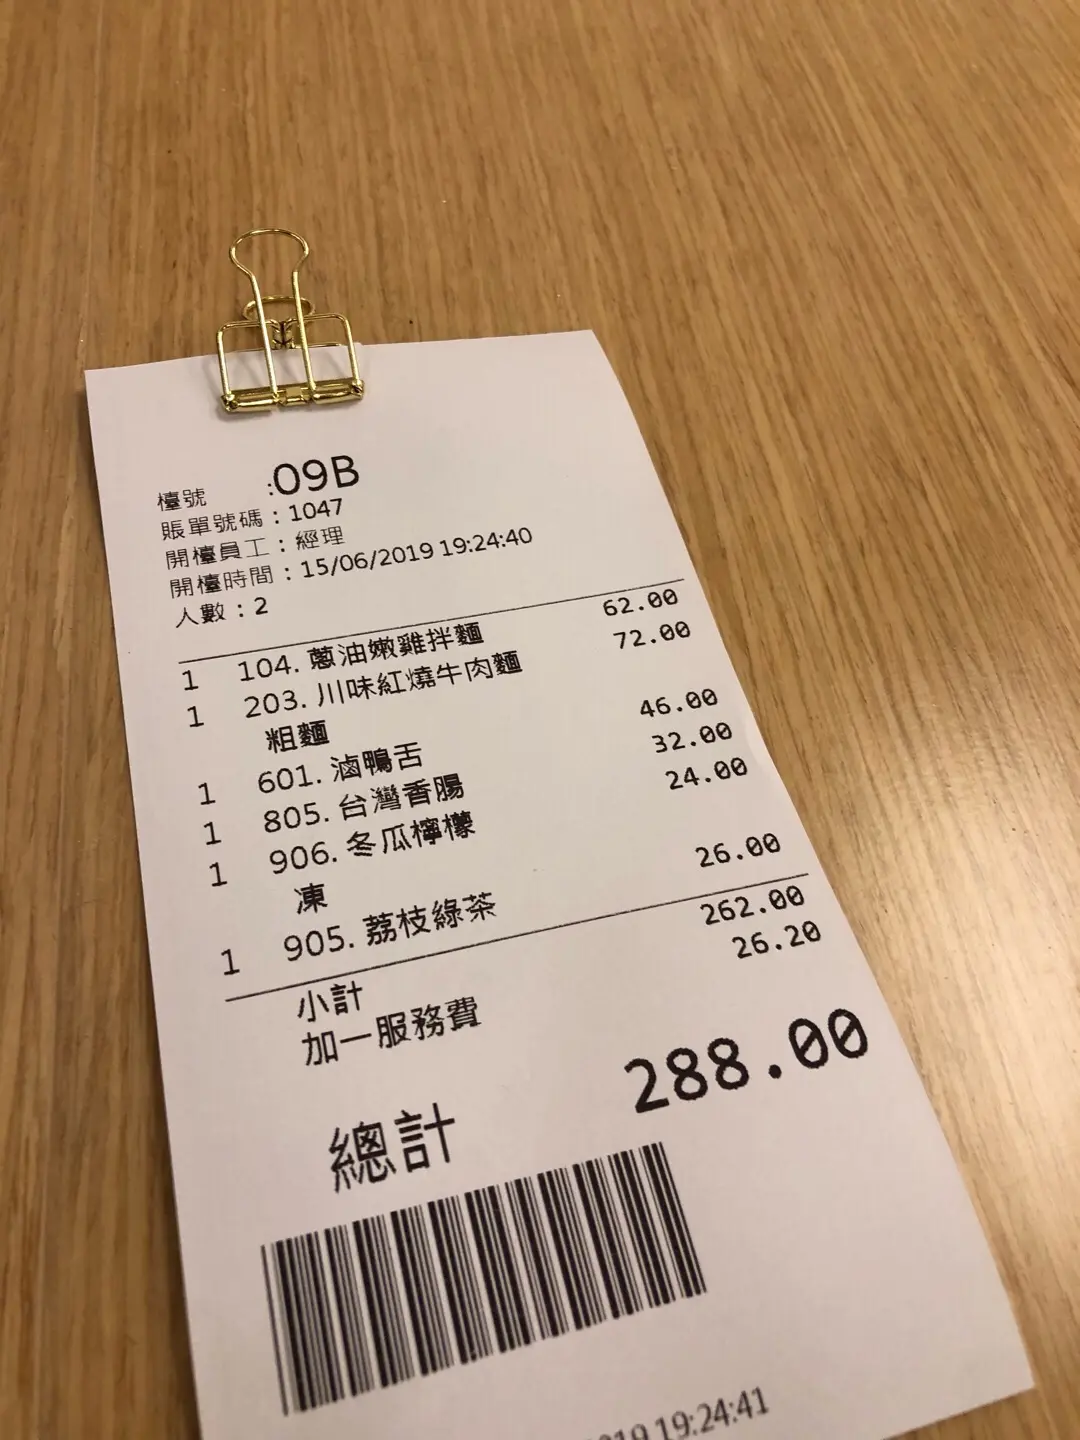 檯號 :09B
賬單號碼：1047
開檯員工：經理
開檯時間：15/06/2019 19:24:40
人數：2
1 104. 蔥油嫩雞拌麵 62.00
1 203. 川味紅燒牛肉麵 72.00
粗麵
1 601. 滷鴨舌 46.00
1 805. 台灣香腸 32.00
1 906. 冬瓜檸檬 24.00
凍
1 905. 荔枝綠茶 26.00
小計 262.00
加一服務費 26.20
總計 288.00
2019 19:24:41